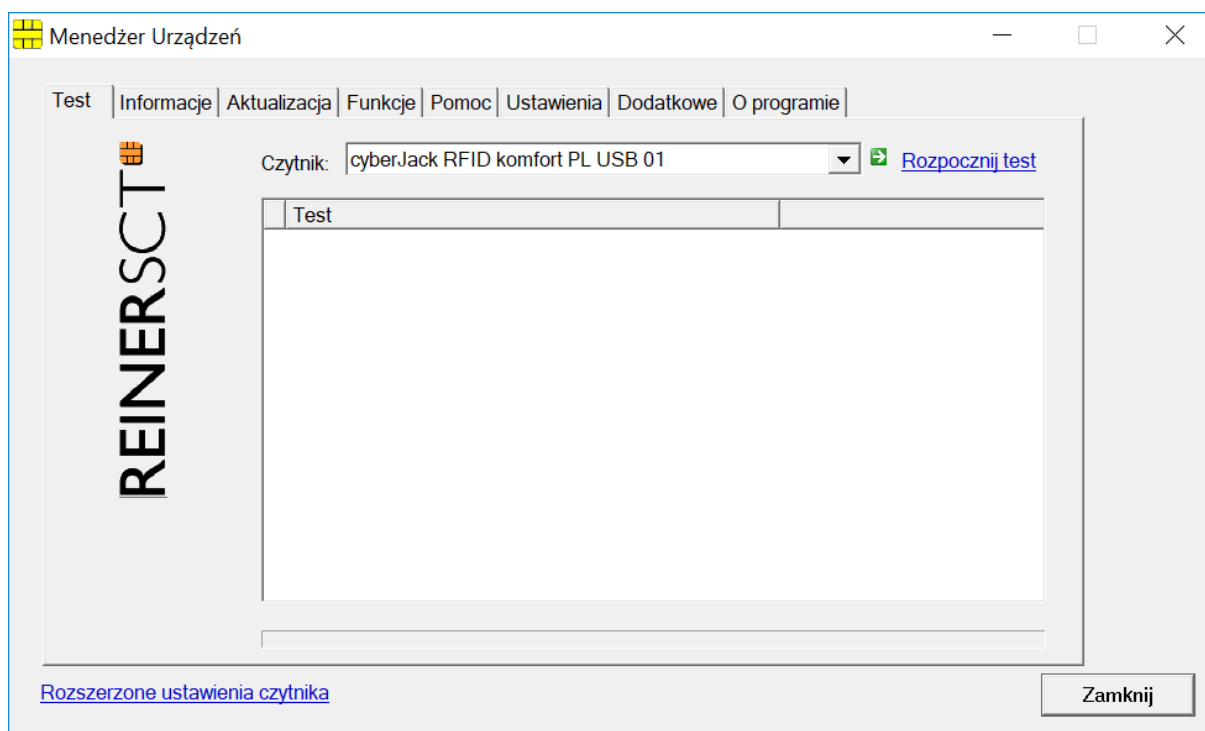 Menedżer Urządzeń
Test Informacje Aktualizacja Funkcje Pomoc Ustawienia Dodatkowe O programie
REINERSCT
Czytnik: cyberJack RFID komfort PL USB 01 Rozpocznij test
Test
Rozszerzone ustawienia czytnika
Zamknij